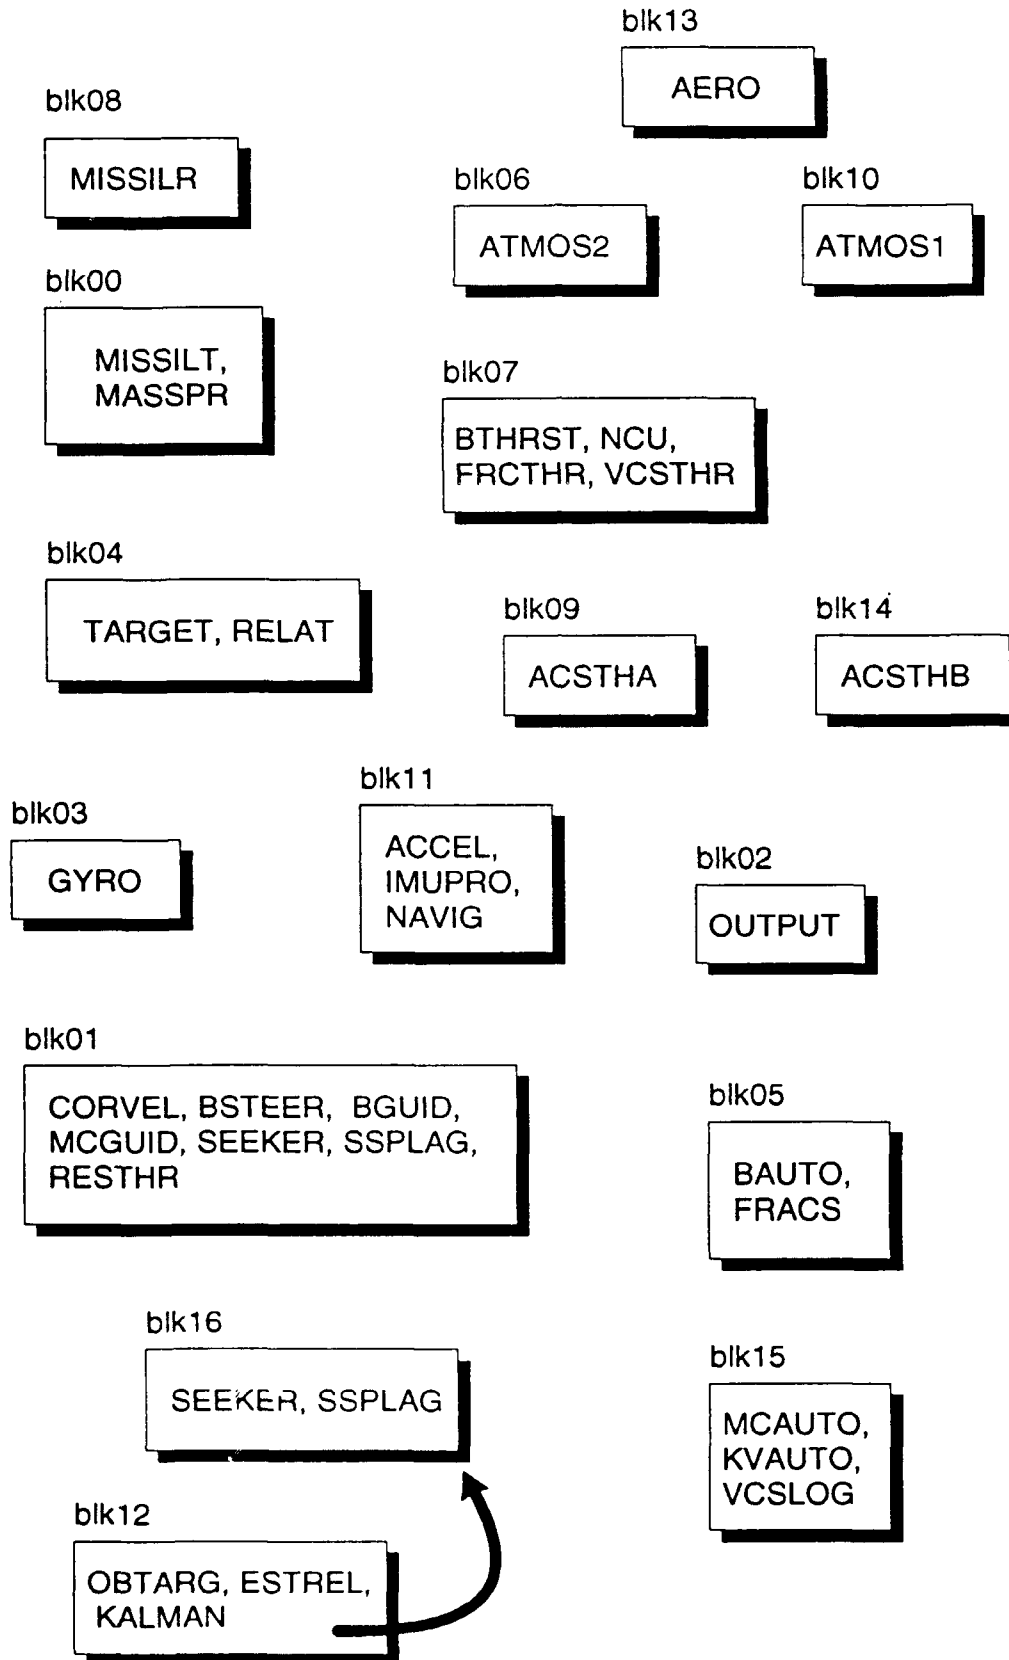 blk13
AERO
blk08
MISSILR
blk06
ATMOS2
blk10
ATMOS1
blk00
MISSILT,
MASSPR
blk07
BTHRST, NCU,
FRCTHR, VCSTHR
blk04
TARGET, RELAT
blk09
ACSTHA
blk14
ACSTHB
blk11
ACCEL,
IMUPRO,
NAVIG
blk03
GYRO
blk02
OUTPUT
blk01
CORVEL, BSTEER, BGUID,
MCGUID, SEEKER, SSPLAG,
RESTHR
blk05
BAUTO,
FRACS
blk16
SEEKER, SSPLAG
blk15
MCAUTO,
KVAUTO,
VCSLOG
blk12
OBTARG, ESTREL,
KALMAN